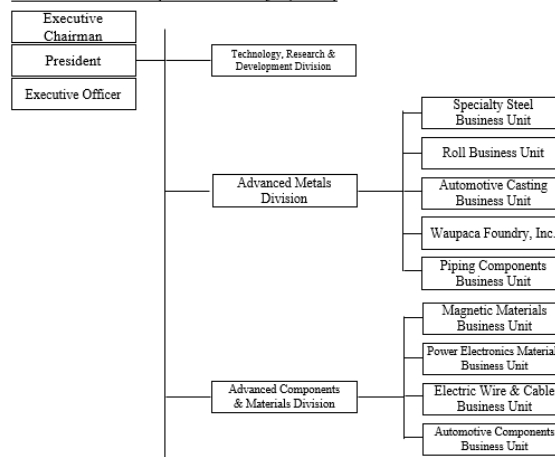 Executive
Chairman
President
Executive Officer
Technology, Research &
Development Division
Advanced Metals
Division
Specialty Steel
Business Unit
Roll Business Unit
Automotive Casting
Business Unit
Waupaca Foundry, Inc.
Piping Components
Business Unit
Advanced Components
& Materials Division
Magnetic Materials
Business Unit
Power Electronics Material
Business Unit
Electric Wire & Cable
Business Unit
Automotive Components
Business Unit